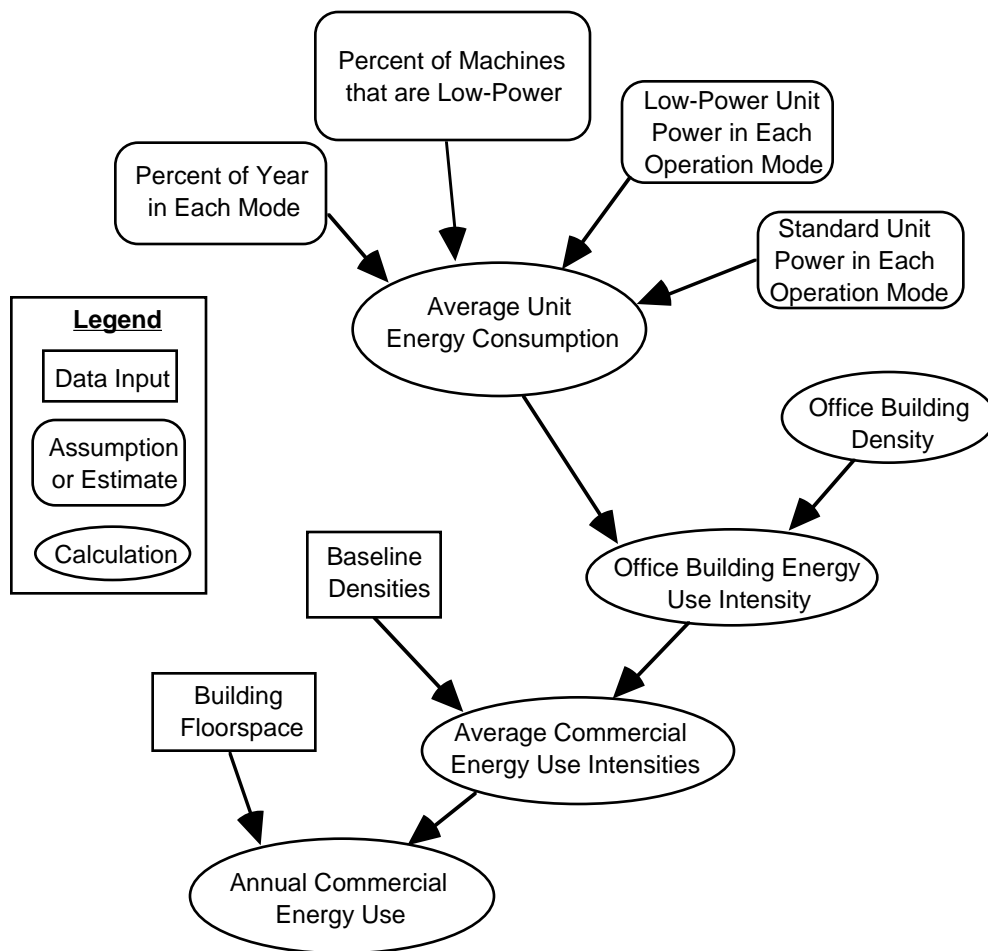 Percent of Machines
that are Low-Power
Low-Power Unit
Power in Each
Operation Mode
Percent of Year
in Each Mode
Standard Unit
Power in Each
Operation Mode
Average Unit
Energy Consumption
Legend
Data Input
Assumption
or Estimate
Calculation
Office Building
Density
Baseline
Densities
Office Building Energy
Use Intensity
Building
Floorspace
Average Commercial
Energy Use Intensities
Annual Commercial
Energy Use